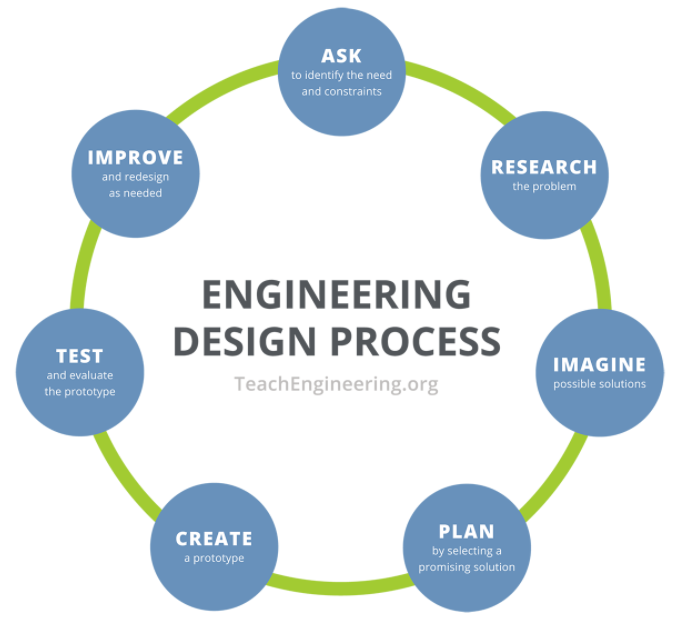 ASK
to identify the need
and constraints
RESEARCH
the problem
IMAGINE
possible solutions
PLAN
by selecting a
promising solution
CREATE
a prototype
TEST
and evaluate
the prototype
IMPROVE
and redesign
as needed
ENGINEERING
DESIGN PROCESS
TeachEngineering.org